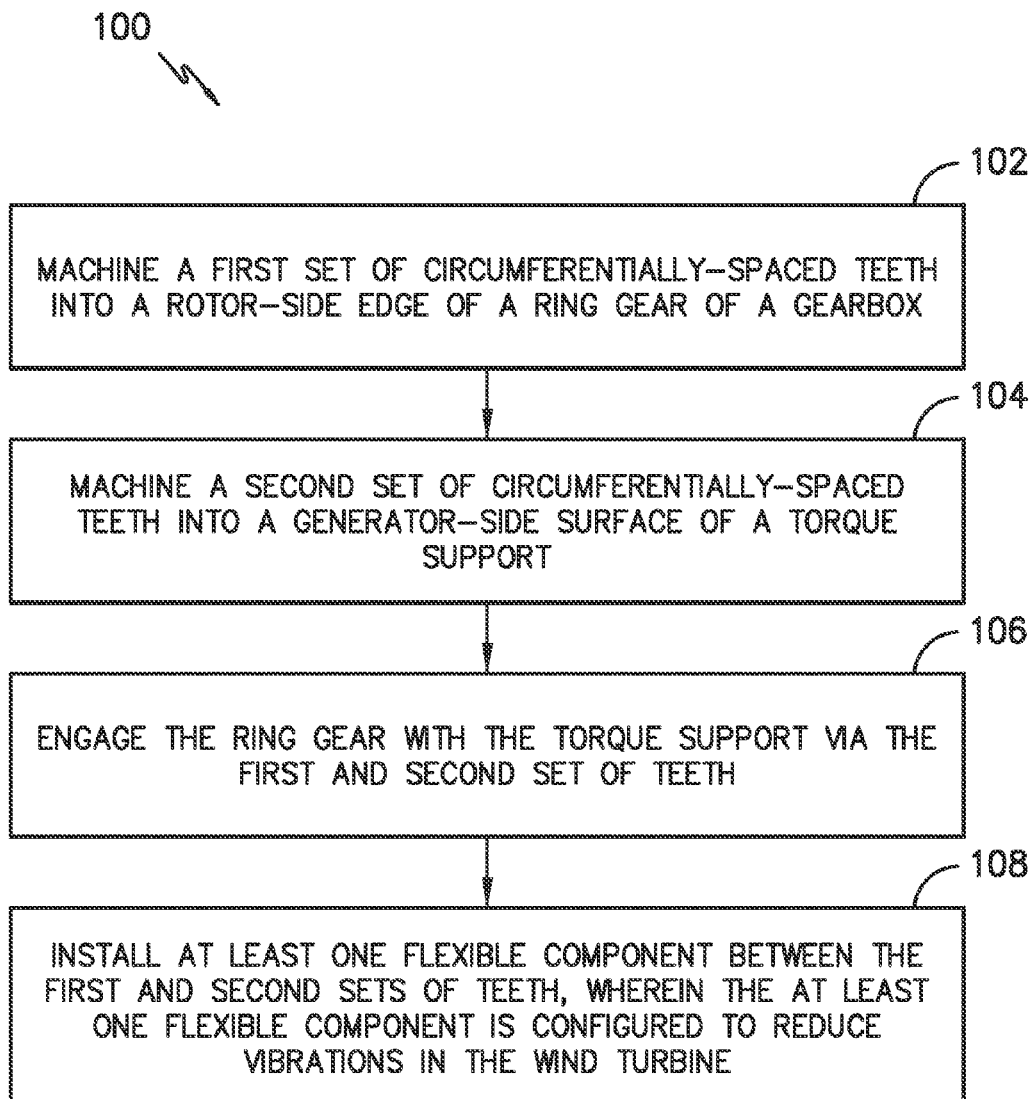 100
102
MACHINE A FIRST SET OF CIRCUMFERENTIALLY-SPACED TEETH
INTO A ROTOR-SIDE EDGE OF A RING GEAR OF A GEARBOX
104
MACHINE A SECOND SET OF CIRCUMFERENTIALLY-SPACED
TEETH INTO A GENERATOR-SIDE SURFACE OF A TORQUE
SUPPORT
106
ENGAGE THE RING GEAR WITH THE TORQUE SUPPORT VIA THE
FIRST AND SECOND SET OF TEETH
108
INSTALL AT LEAST ONE FLEXIBLE COMPONENT BETWEEN THE
FIRST AND SECOND SETS OF TEETH, WHEREIN THE AT LEAST
ONE FLEXIBLE COMPONENT IS CONFIGURED TO REDUCE
VIBRATIONS IN THE WIND TURBINE